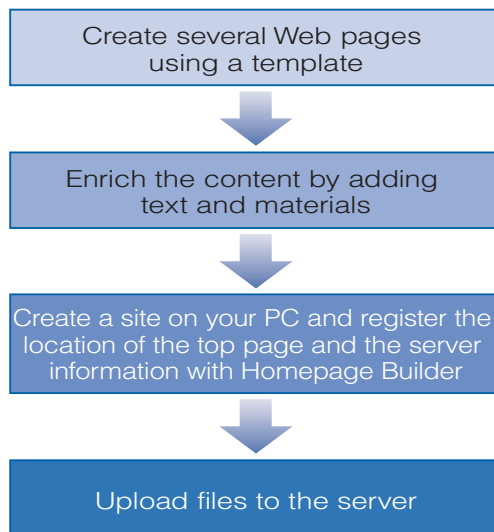 Create several Web pages
using a template
Enrich the content by adding
text and materials
Create a site on your PC and register the
location of the top page and the server
information with Homepage Builder
Upload files to the server